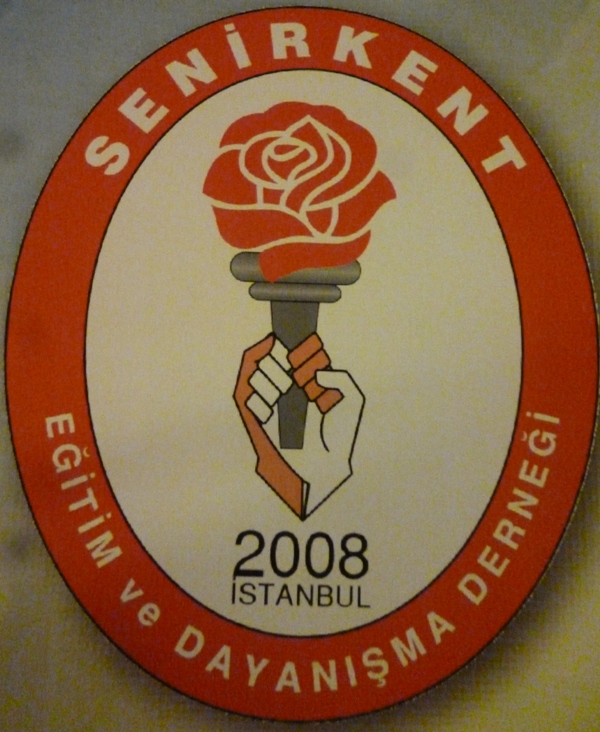 SENİRKENT
2008
İSTANBUL
EĞİTİM ve DAYANIŞMA DERNEĞİ